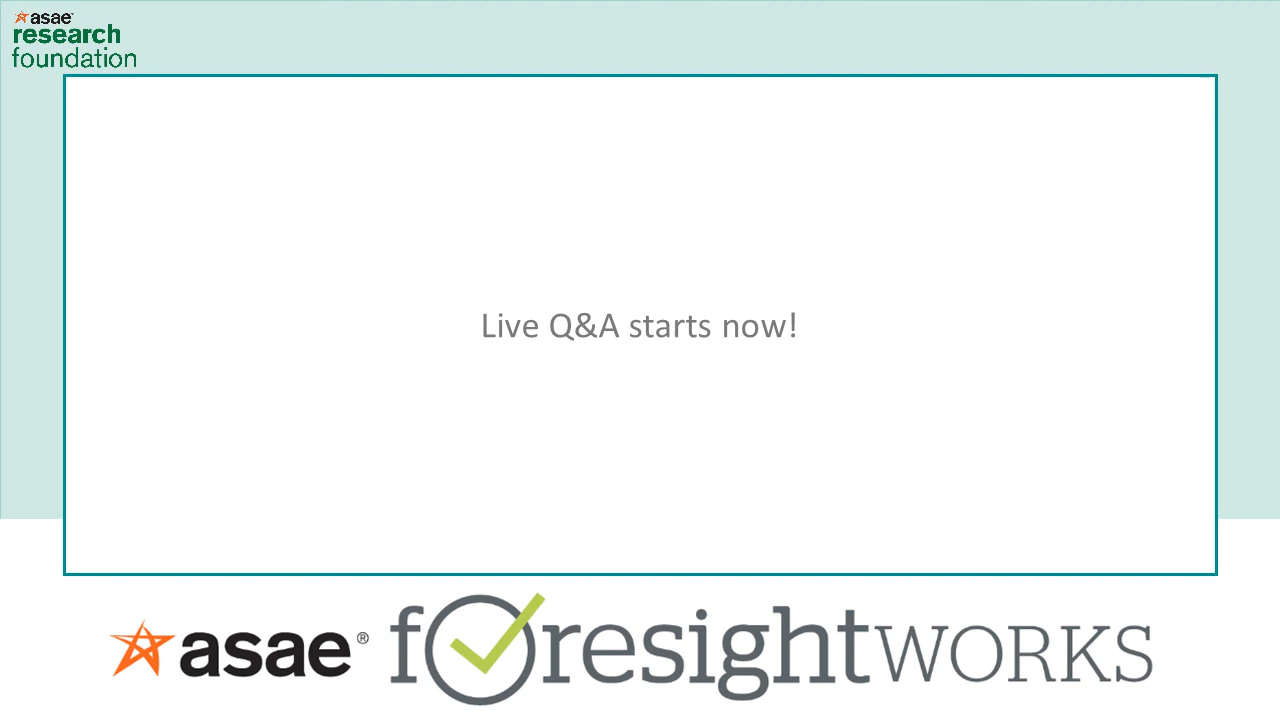 asae
research
foundation
Live Q&A starts now!
asae® foresightWORKS